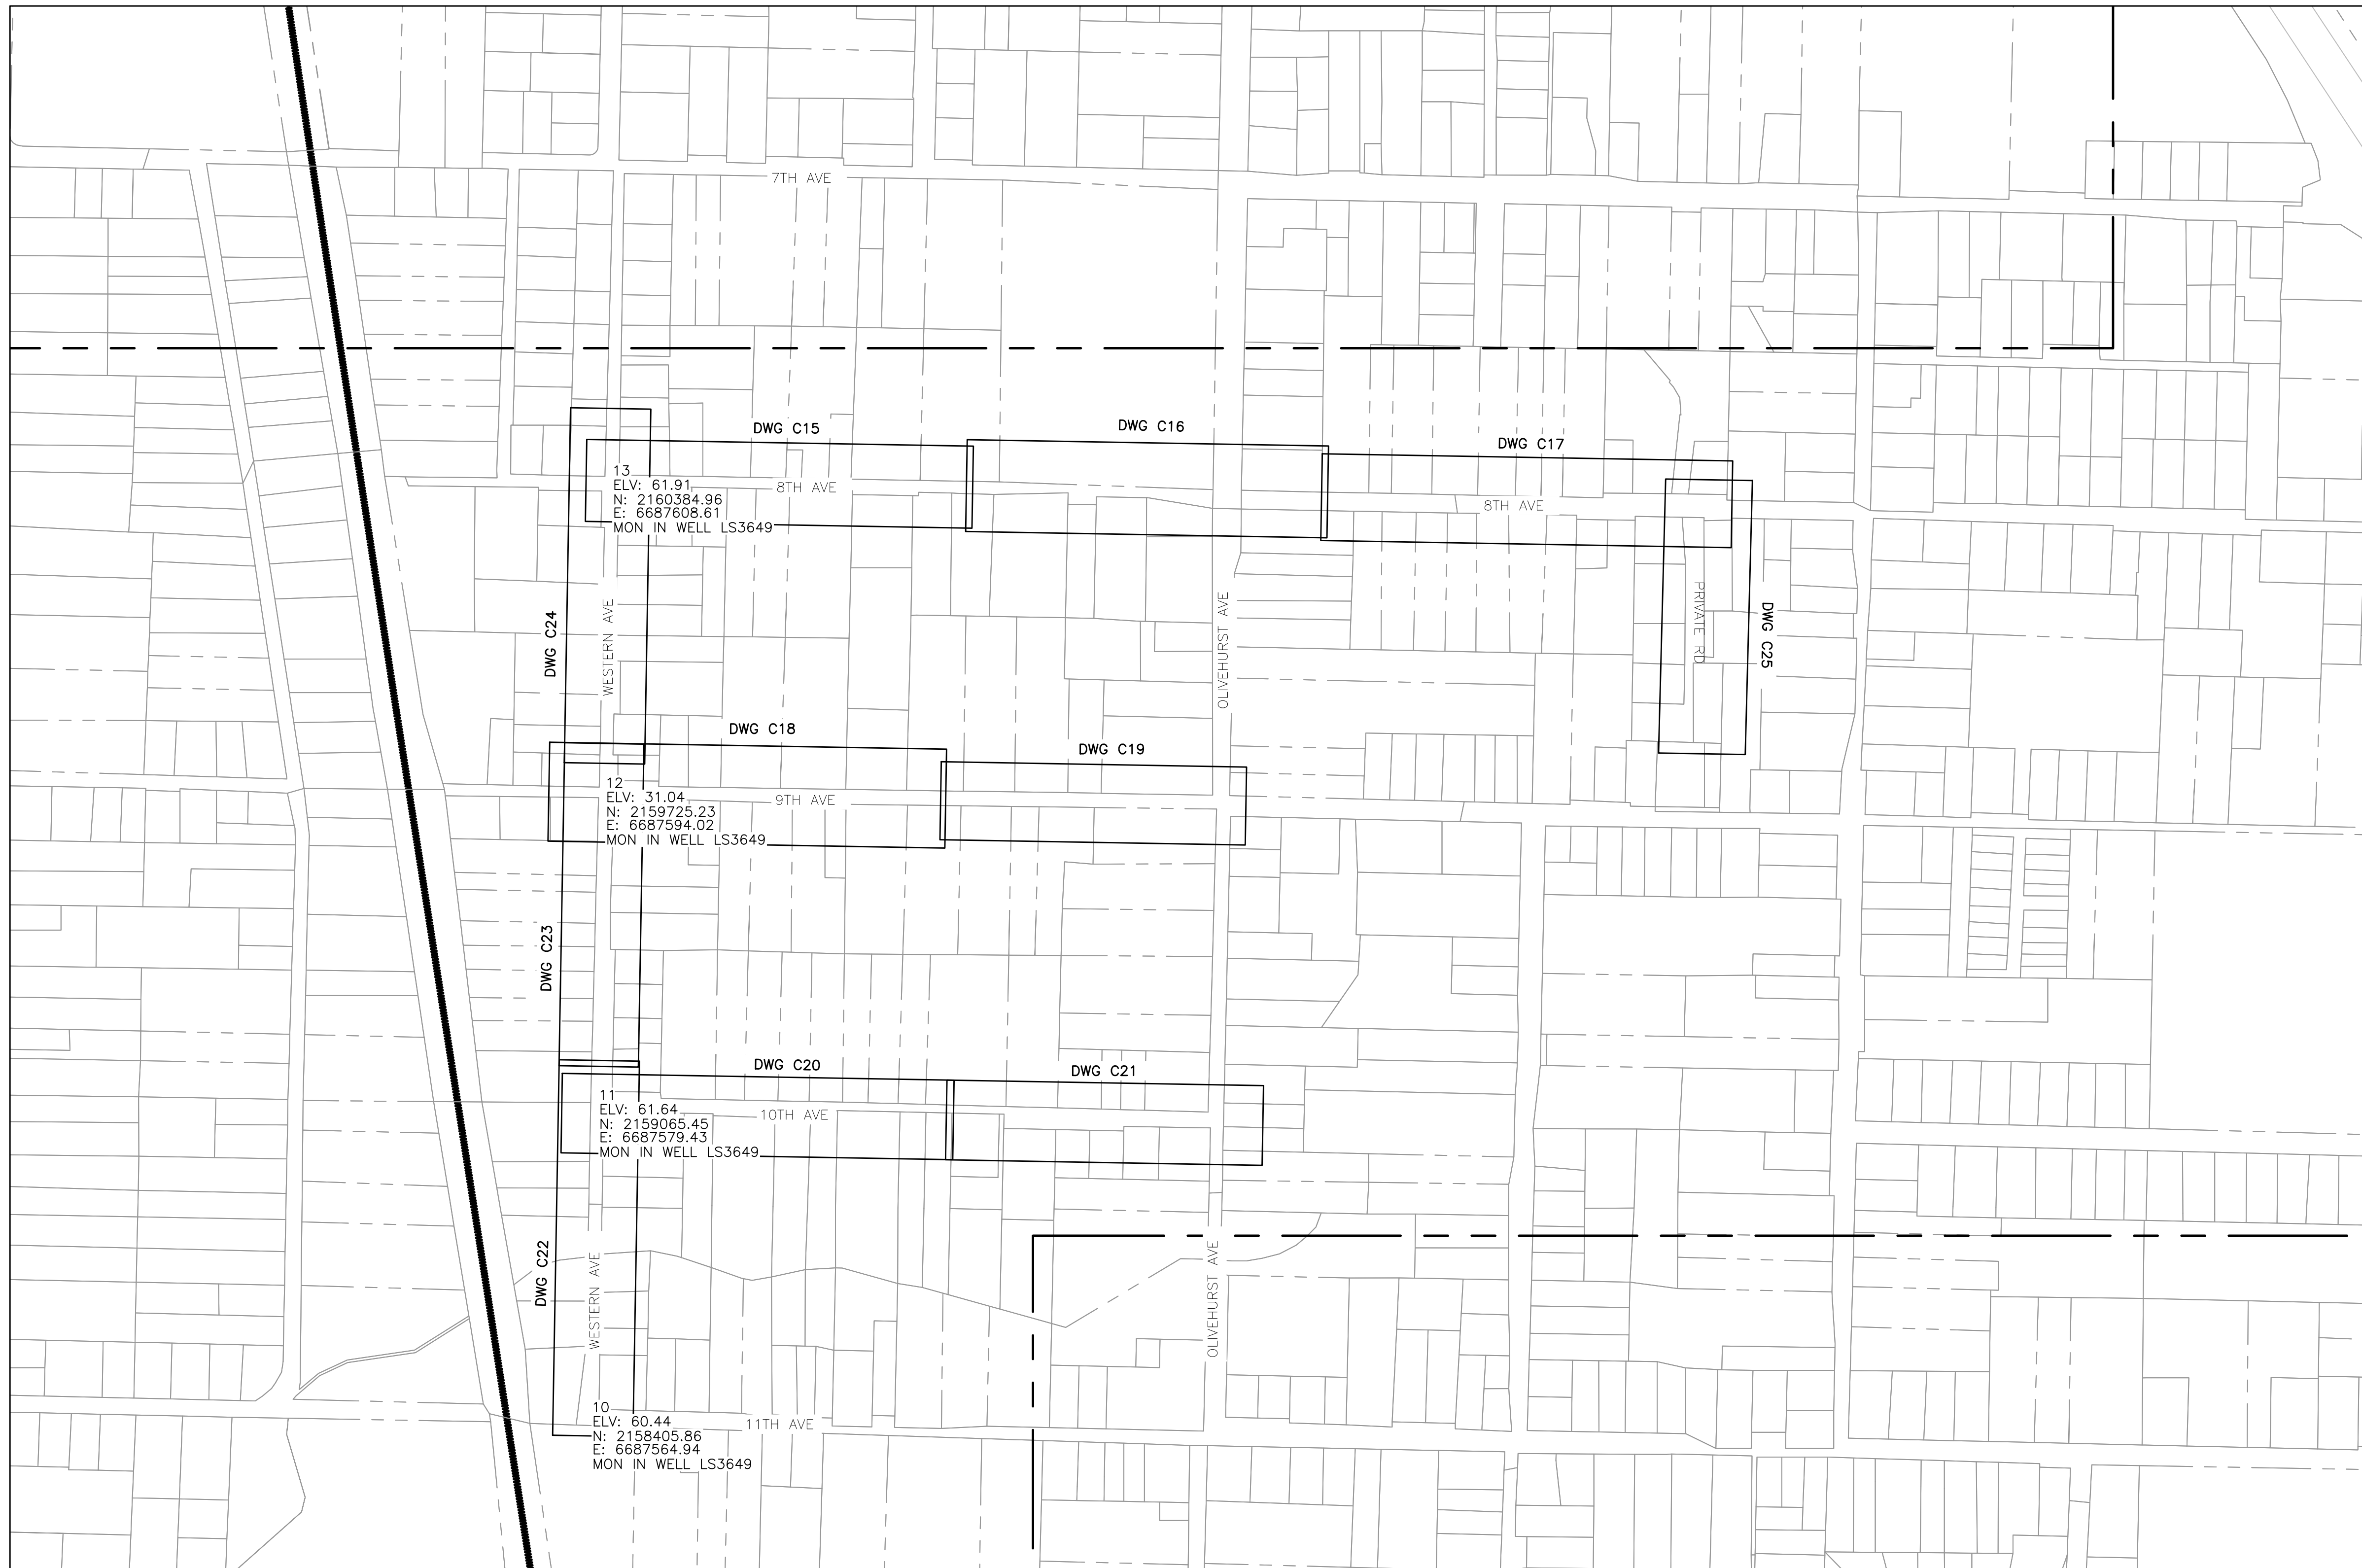 7TH AVE
DWG C15
DWG C16
DWG C17
13
ELV: 61.91
N: 2160384.96
E: 6687608.61
MON IN WELL LS3649
8TH AVE
8TH AVE
DWG C24
WESTERN AVE
OLIVEHURST AVE
PRIVATE RD
DWG C25
DWG C18
DWG C19
12
ELV: 31.04
N: 2159725.23
E: 6687594.02
MON IN WELL LS3649
9TH AVE
DWG C23
DWG C20
DWG C21
11
ELV: 61.64
N: 2159065.45
E: 6687579.43
MON IN WELL LS3649
10TH AVE
DWG C22
WESTERN AVE
OLIVEHURST AVE
10
ELV: 60.44
N: 2158405.86
E: 6687564.94
MON IN WELL LS3649
11TH AVE